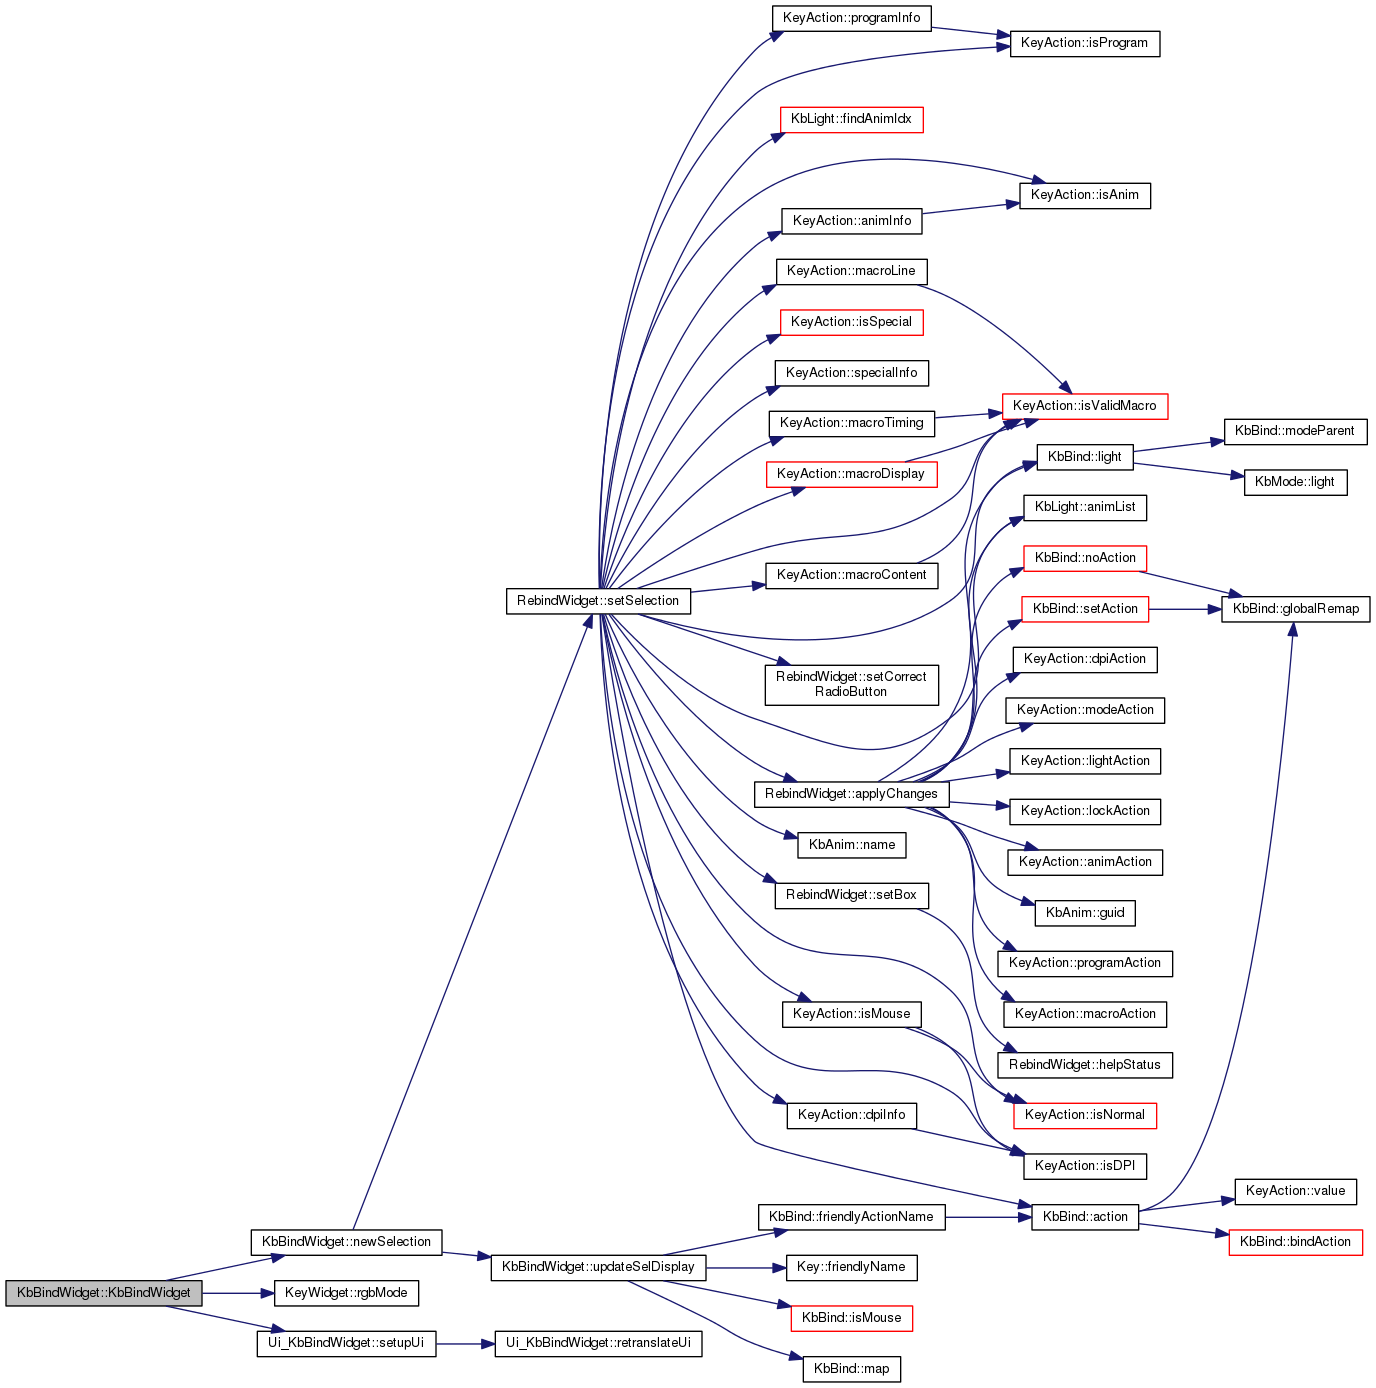 KeyAction::programInfo
KeyAction::isProgram
KbLight::findAnimIdx
KeyAction::isAnim
KeyAction::animInfo
KeyAction::macroLine
KeyAction::isSpecial
KeyAction::specialInfo
KeyAction::isValidMacro
KeyAction::macroTiming
KbBind::modeParent
KbBind::light
KeyAction::macroDisplay
KbMode::light
KbLight::animList
KbBind::noAction
KeyAction::macroContent
RebindWidget::setSelection
KbBind::setAction
KbBind::globalRemap
KeyAction::dpiAction
RebindWidget::setCorrect
RadioButton
KeyAction::modeAction
KeyAction::lightAction
RebindWidget::applyChanges
KeyAction::lockAction
KbAnim::name
KeyAction::animAction
RebindWidget::setBox
KbAnim::guid
KeyAction::programAction
KeyAction::isMouse
KeyAction::macroAction
RebindWidget::helpStatus
KeyAction::dpiInfo
KeyAction::isNormal
KeyAction::isDPI
KeyAction::value
KbBind::friendlyActionName
KbBind::action
KbBindWidget::newSelection
KbBind::bindAction
KbBindWidget::updateSelDisplay
Key::friendlyName
KbBindWidget::KbBindWidget
KeyWidget::rgbMode
KbBind::isMouse
Ui_KbBindWidget::setupUi
Ui_KbBindWidget::retranslateUi
KbBind::map